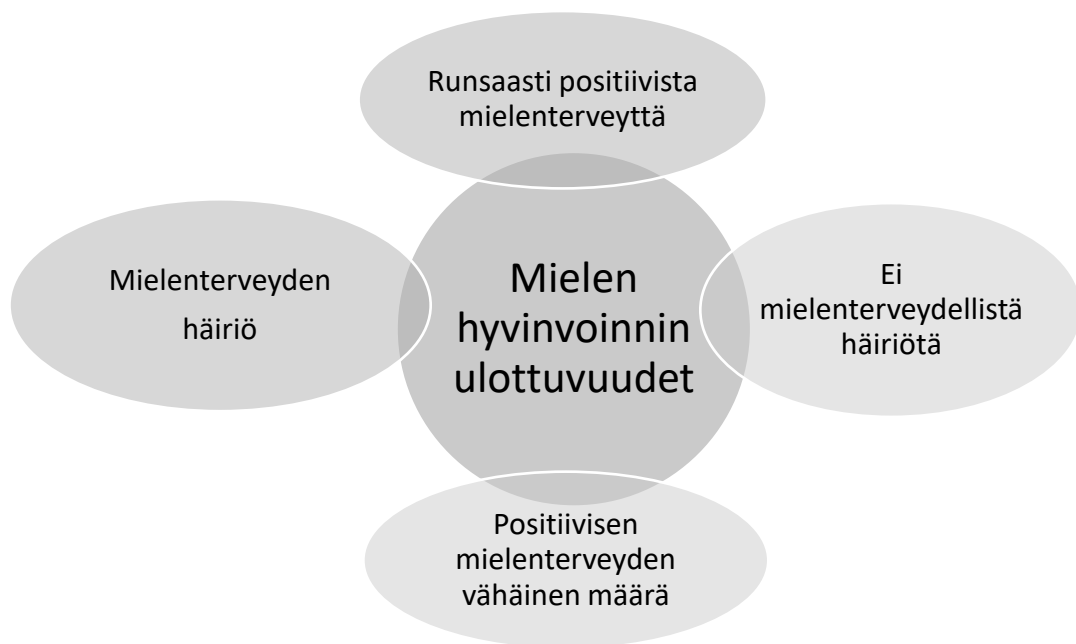 Runsaasti positiivista
mielenterveyttä
Mielenterveyden
häiriö
Mielen
hyvinvoinnin
ulottuvuudet
Ei
mielenterveydellistä
häiriötä
Positiivisen
mielenterveyden
vähäinen määrä